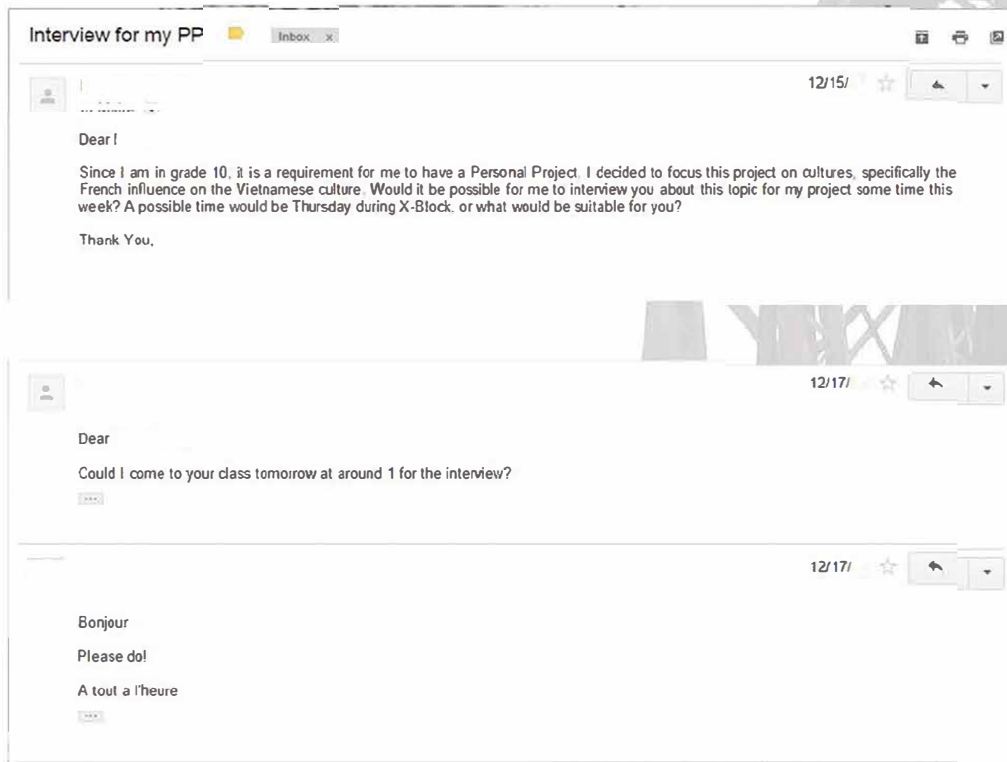 Interview for my PP
Inbox x
12/15/
Dear
Since I am in grade 10, it is a requirement for me to have a Personal Project. I decided to focus this project on cultures, specifically the
French influence on the Vietnamese culture. Would it be possible for me to interview you about this topic for my project some time this
week? A possible time would be Thursday during X-Block, or what would be suitable for you?
Thank You,
12/17/
Dear
Could I come to your class tomorrow at around 1 for the interview?
...
12/17/
Bonjour
Please do!
A tout a l'heure
...